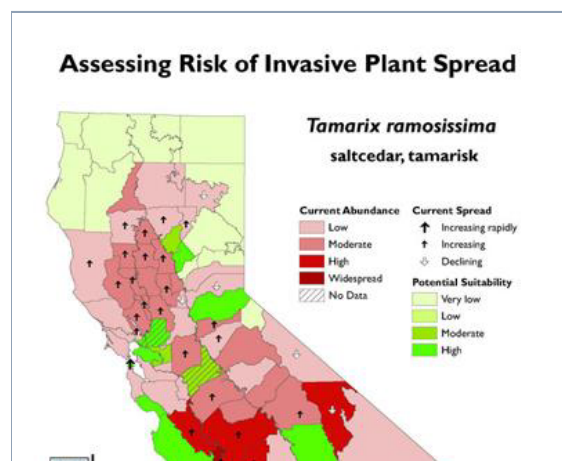 Assessing Risk of Invasive Plant Spread
Tamarix ramosissima
saltcedar, tamarisk
Current Abundance
Low
Moderate
High
Widespread
No Data
Current Spread
Increasing rapidly
Increasing
Declining
Potential Suitability
Very low
Low
Moderate
High